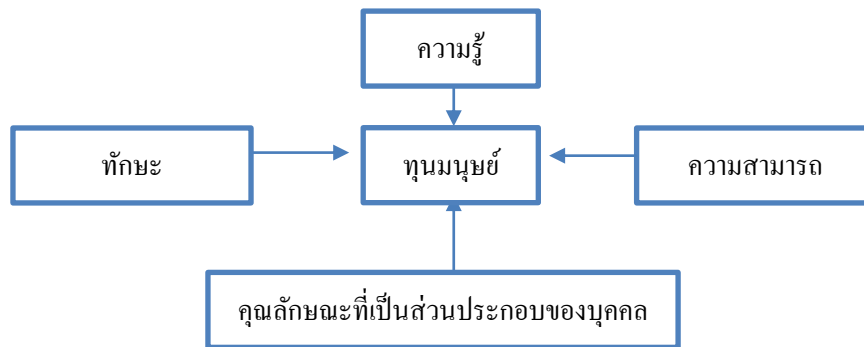 ความรู้
ทักษะ
ทุนมนุษย์
ความสามารถ
คุณลักษณะที่เป็นส่วนประกอบของบุคคล